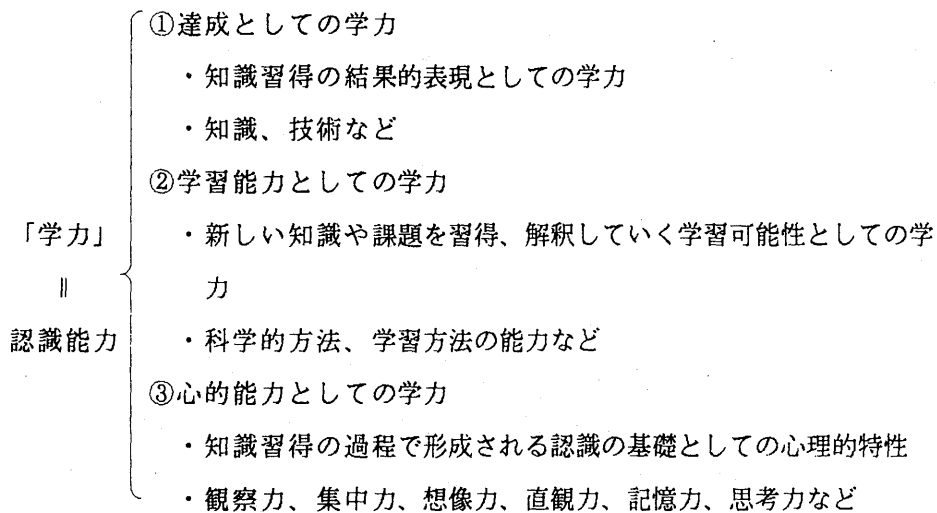 ①達成としての学力
・知識習得の結果的表現としての学力
・知識、技術など
②学習能力としての学力
「学力」
・新しい知識や課題を習得、解釈していく学習可能性としての学
力
∥
認識能力
・科学的方法、学習方法の能力など
③心的能力としての学力
・知識習得の過程で形成される認識の基礎としての心理的特性
・観察力、集中力、想像力、直観力、記憶力、思考力など